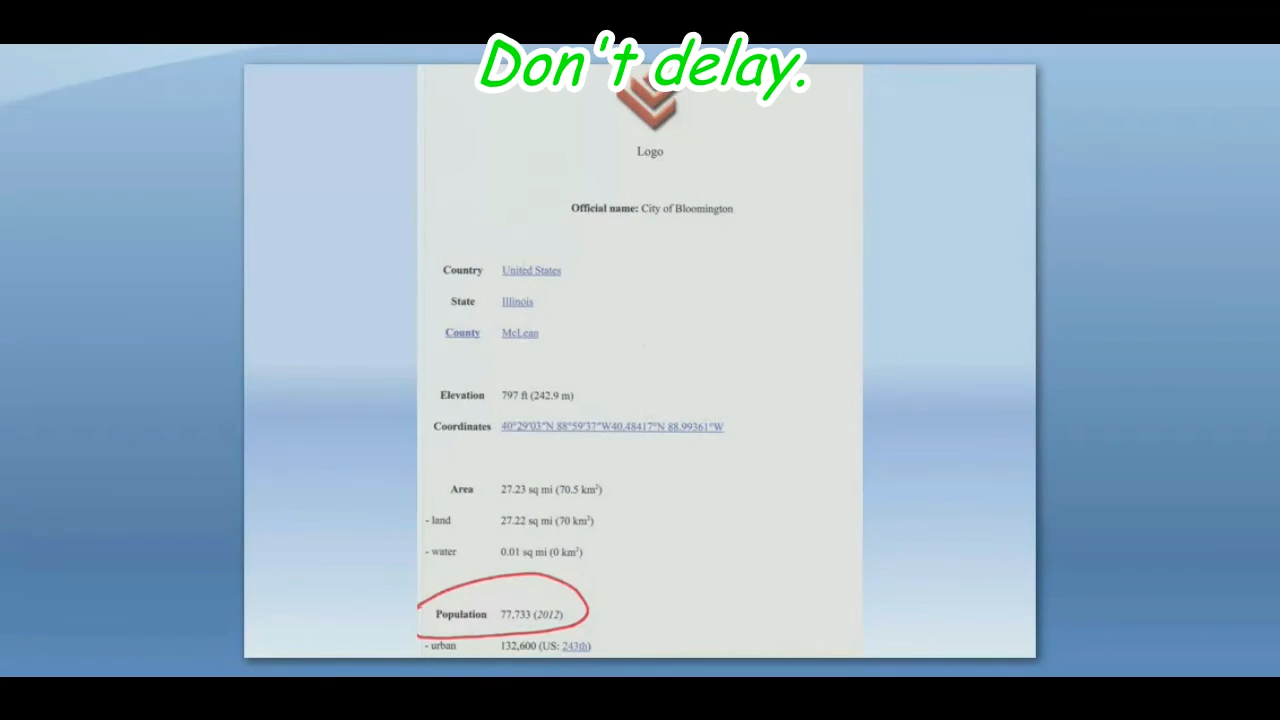 Don't delay.
Logo
Official name: City of Bloomington
Country United States
State Illinois
County McLean
Elevation 797 ft (242.9 m)
Coordinates 40°29'03"N 88°59'37"W40.48417°N 88.99361°W
Area 27.23 sq mi (70.5 km²)
- land 27.22 sq mi (70 km²)
- water 0.01 sq mi (0 km²)
Population 77,733 (2012)
- urban 132,600 (US: 243th)